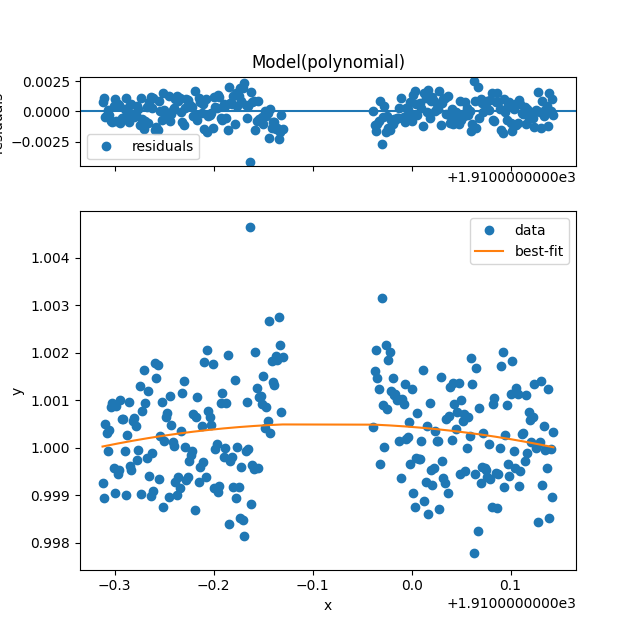 Model(polynomial)
0.0025
0.0000
−0.0025
residuals
+1.9100000000e3
data
best-fit
1.004
1.003
1.002
1.001
1.000
0.999
0.998
y
−0.3
−0.2
−0.1
0.0
0.1
x
+1.9100000000e3